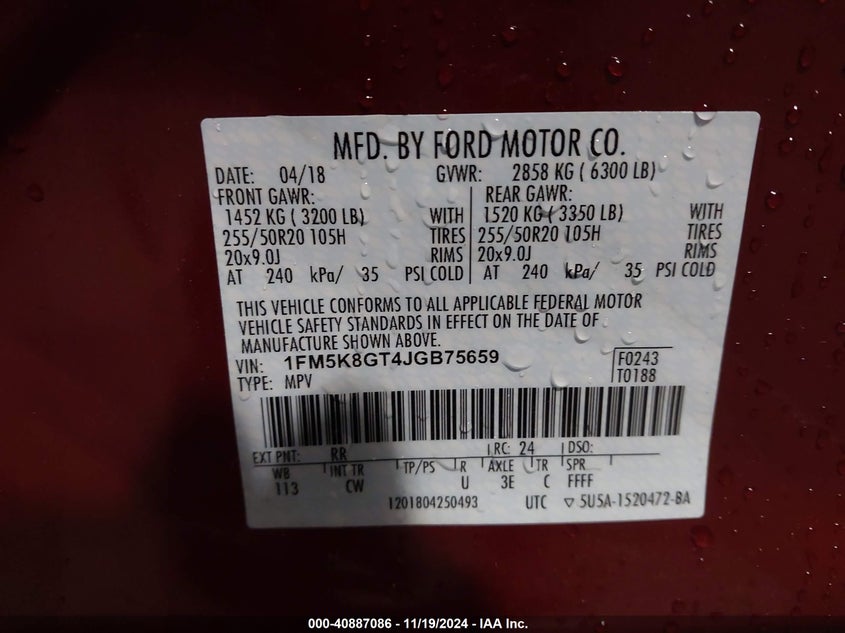 MFD. BY FORD MOTOR CO.
DATE: 04/18 GVWR: 2858 KG ( 6300 LB)
FRONT GAWR: REAR GAWR:
1452 KG ( 3200 LB) WITH 1520 KG ( 3350 LB) WITH
255/50R20 105H TIRES 255/50R20 105H TIRES
20x9.0J RIMS 20x9.0J RIMS
AT 240 kPa/ 35 PSI COLD AT 240 kPa/ 35 PSI COLD
THIS VEHICLE CONFORMS TO ALL APPLICABLE FEDERAL MOTOR
VEHICLE SAFETY STANDARDS IN EFFECT ON THE DATE OF
MANUFACTURE SHOWN ABOVE.
VIN: 1FM5K8GT4JGB75659 F0243
TYPE: MPV T0188
EXT PNT: RR RC: 24 DSO:
WB INT TR TP/PS R AXLE TR SPR
113 CW U 3E C FFFF
1201804250493 UTC ▽ 5U5A-1520472-BA
000-40887086 - 11/19/2024 - IAA Inc.